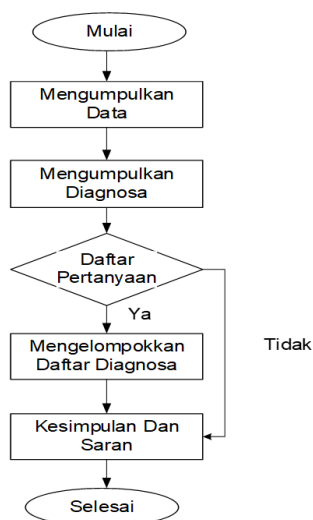 Mulai
Mengumpulkan
Data
Mengumpulkan
Diagnosa
Daftar
Pertanyaan
Ya
Tidak
Mengelompokkan
Daftar Diagnosa
Kesimpulan Dan
Saran
Selesai